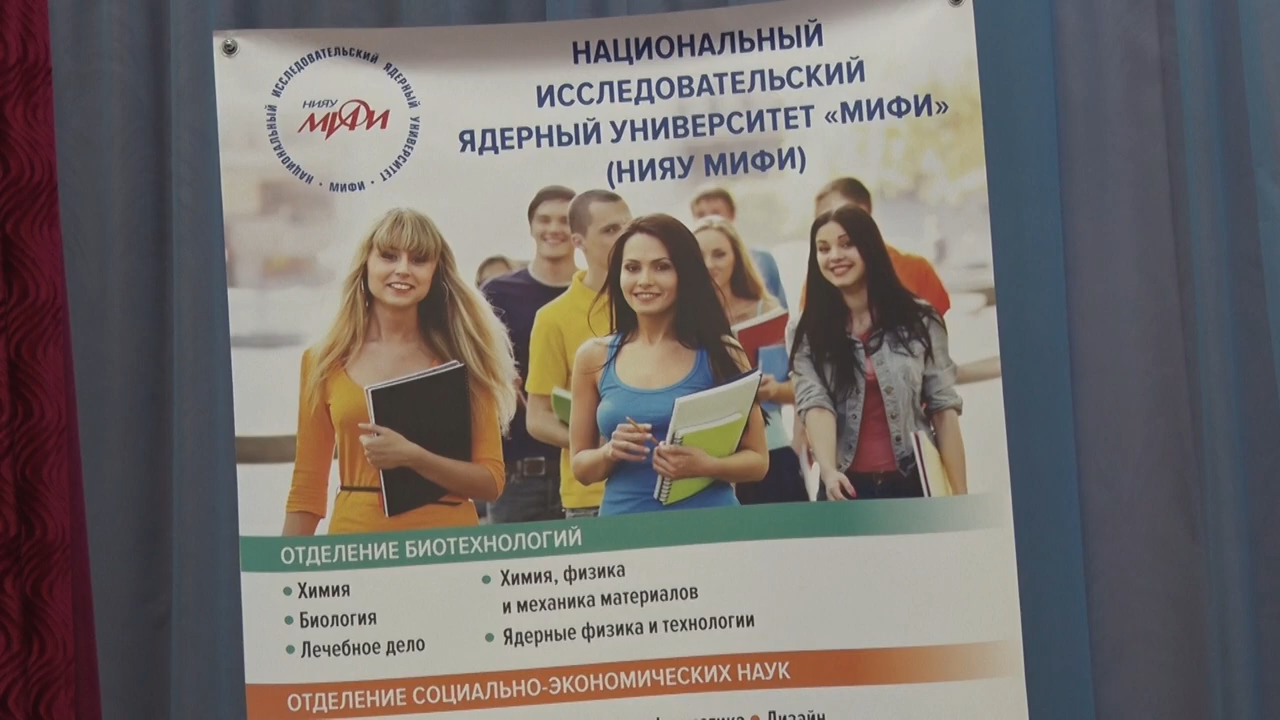 НАЦИОНАЛЬНЫЙ ИССЛЕДОВАТЕЛЬСКИЙ ЯДЕРНЫЙ УНИВЕРСИТЕТ
• МИФИ •
НИЯУ
МИФИ
НАЦИОНАЛЬНЫЙ
ИССЛЕДОВАТЕЛЬСКИЙ
ЯДЕРНЫЙ УНИВЕРСИТЕТ «МИФИ»
(НИЯУ МИФИ)
ОТДЕЛЕНИЕ БИОТЕХНОЛОГИЙ
• Химия
• Биология
• Лечебное дело
• Химия, физика
и механика материалов
• Ядерные физика и технологии
ОТДЕЛЕНИЕ СОЦИАЛЬНО-ЭКОНОМИЧЕСКИХ НАУК
• Дизайн